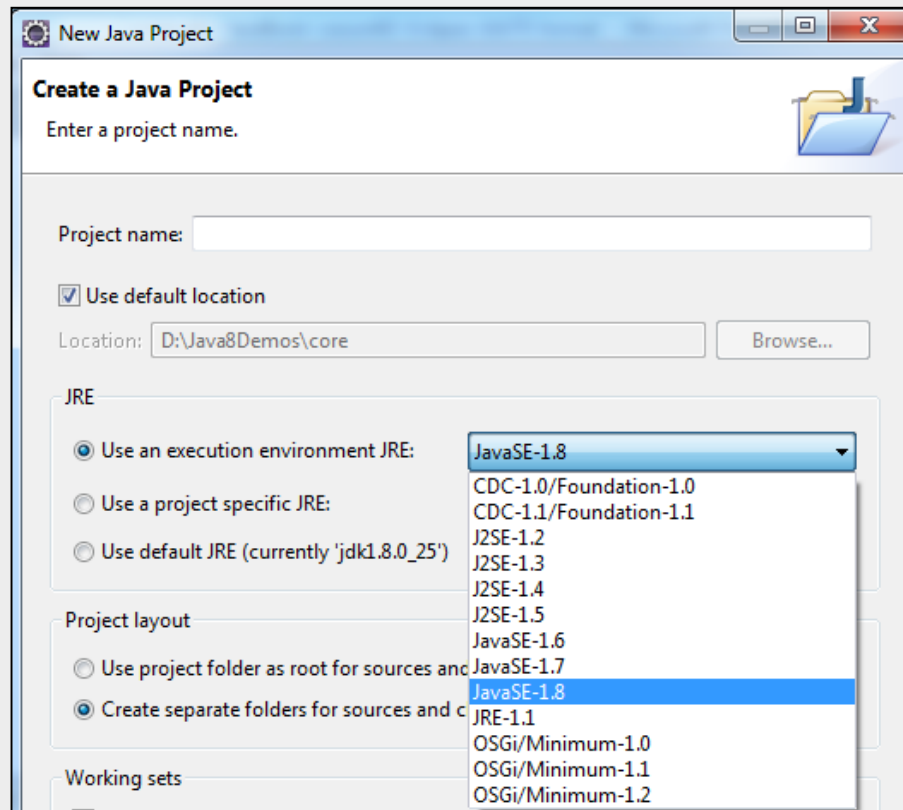 New Java Project
Create a Java Project
Enter a project name.
Project name:
Use default location
Location: D:\Java8Demos\core Browse...
JRE
Use an execution environment JRE: JavaSE-1.8
CDC-1.0/Foundation-1.0
CDC-1.1/Foundation-1.1
Use a project specific JRE:
J2SE-1.2
J2SE-1.3
Use default JRE (currently 'jdk1.8.0_25')
J2SE-1.4
J2SE-1.5
Project layout
JavaSE-1.6
Use project folder as root for sources and
JavaSE-1.7
JavaSE-1.8
Create separate folders for sources and c
JRE-1.1
OSGi/Minimum-1.0
OSGi/Minimum-1.1
Working sets
OSGi/Minimum-1.2